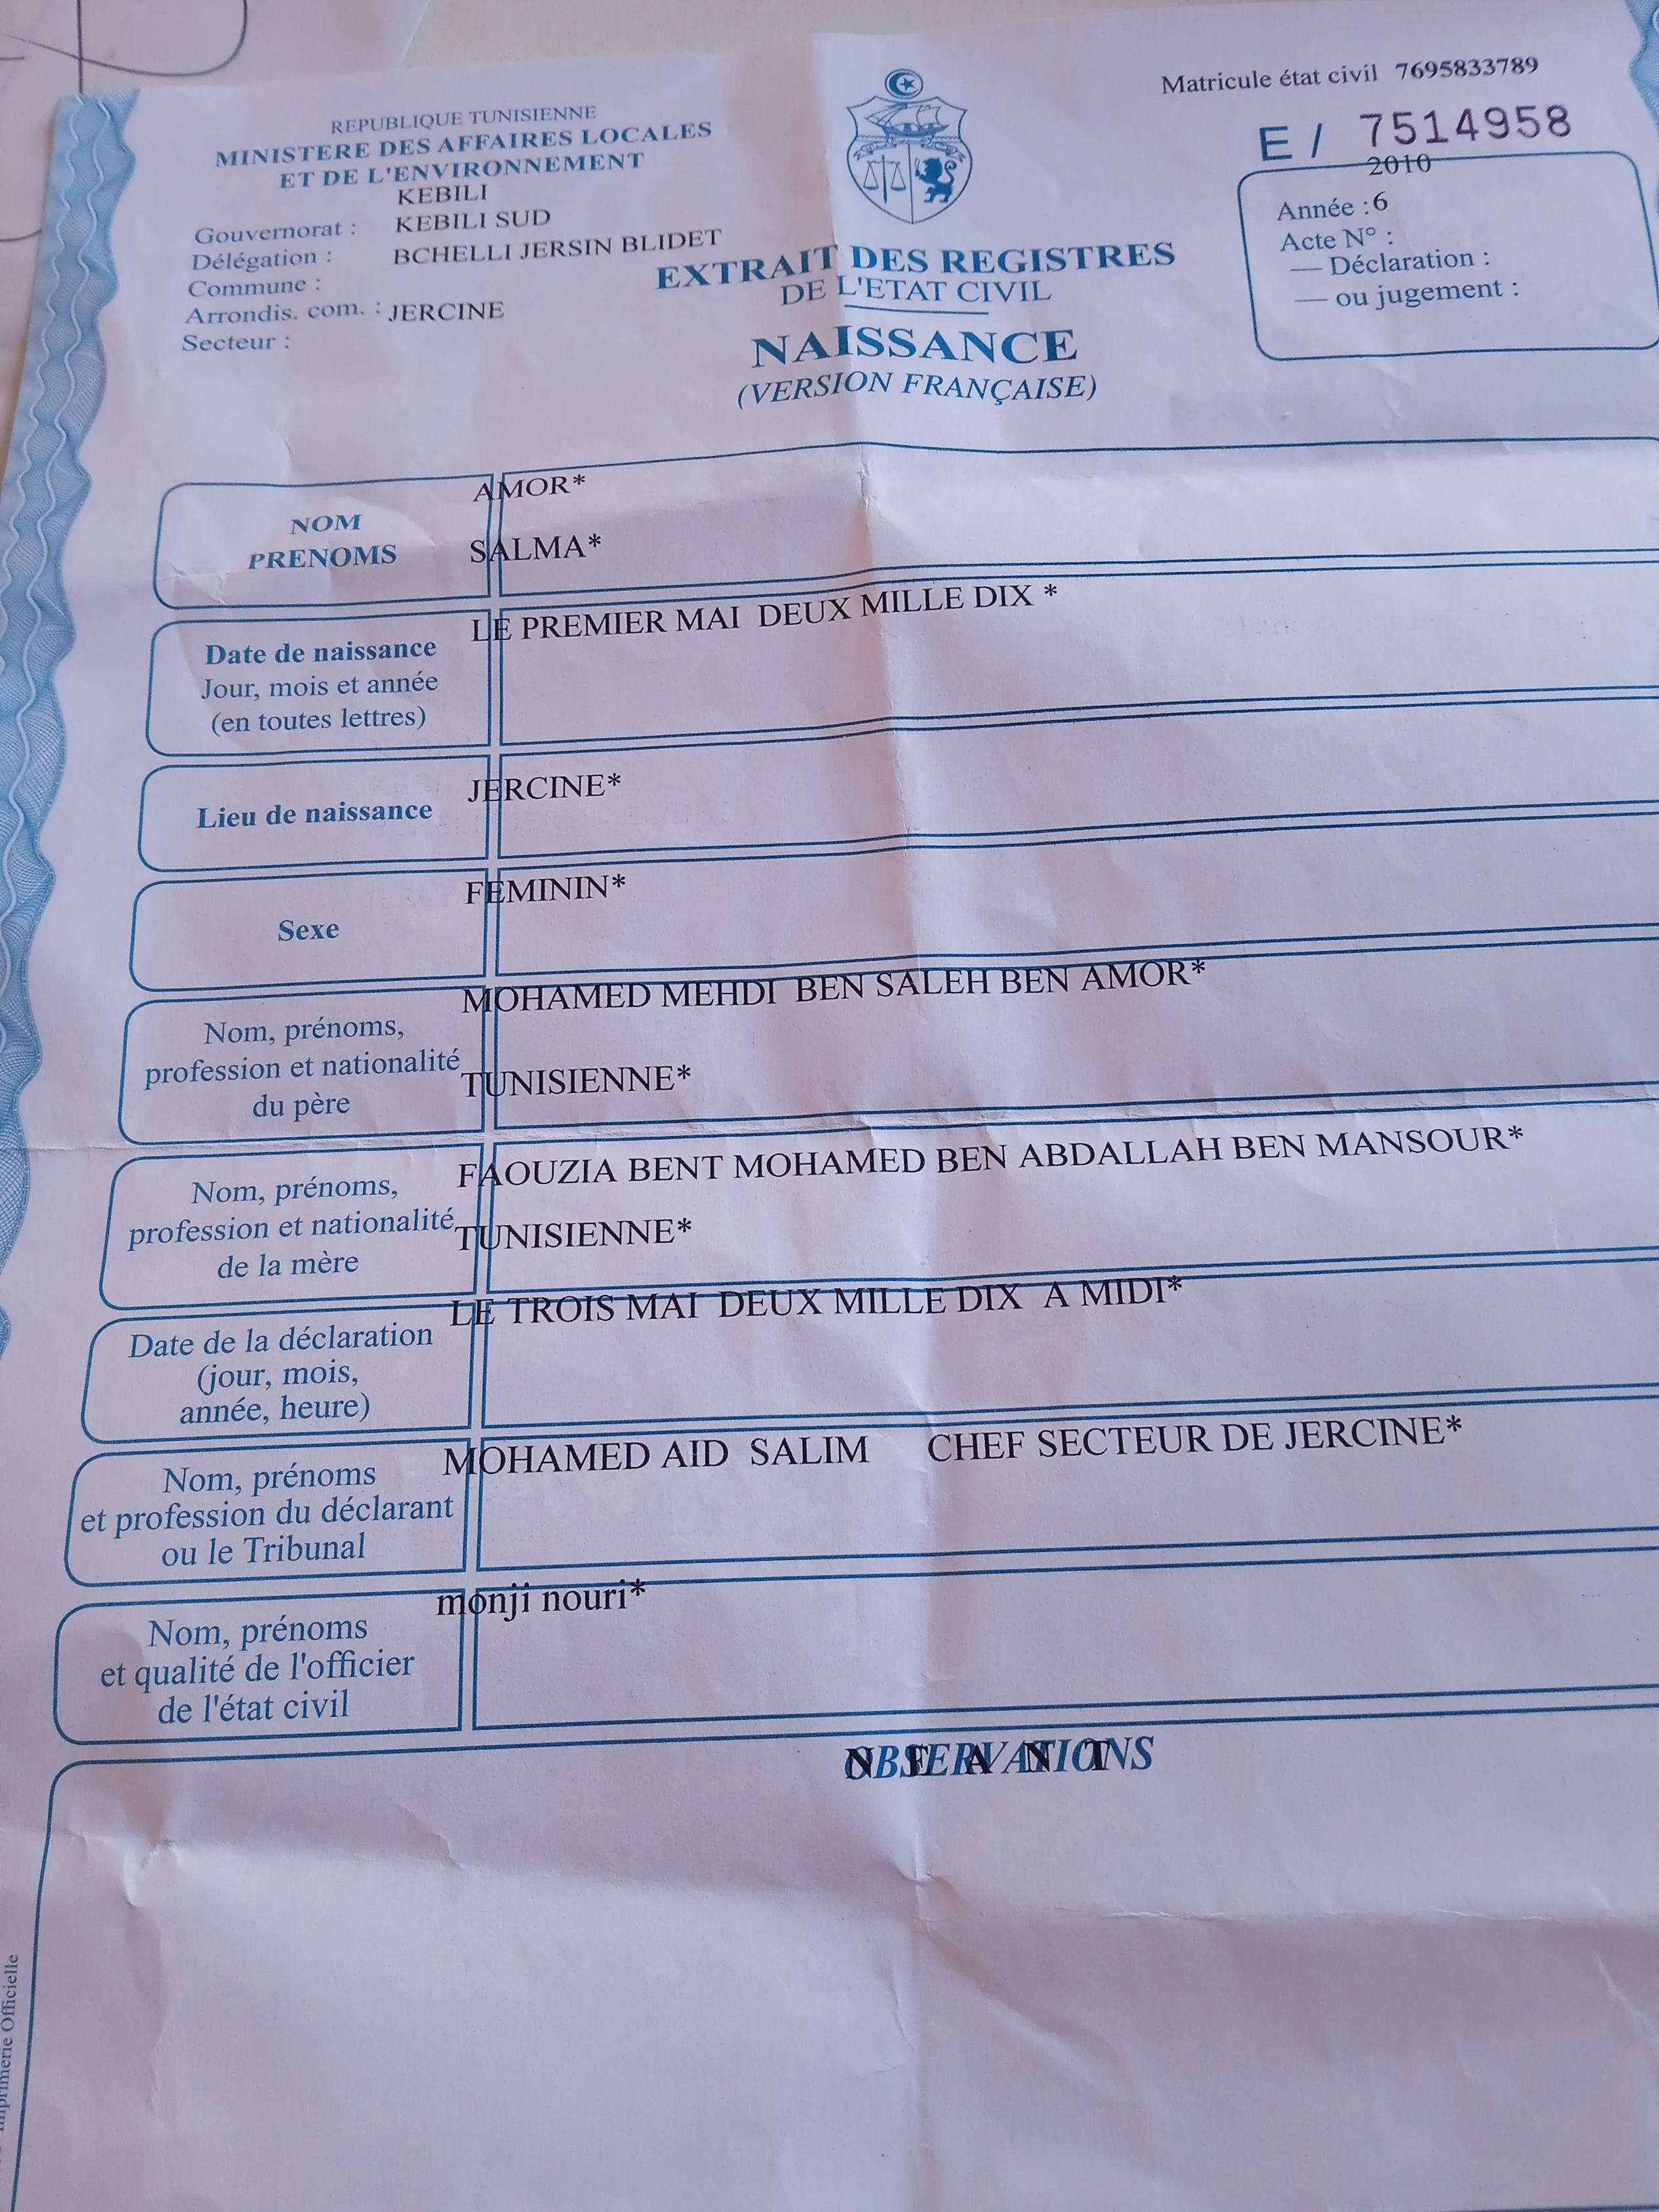 Matricule état civil 7695833789
E / 7514958
REPUBLIQUE TUNISIENNE
MINISTERE DES AFFAIRES LOCALES
ET DE L'ENVIRONNEMENT
KEBILI
Gouvernorat : KEBILI SUD
Délégation : BCHELLI JERSIN BLIDET
Commune :
Arrondis. com. : JERCINE
Secteur :
2010
Année : 6
Acte N° :
— Déclaration :
— ou jugement :
EXTRAIT DES REGISTRES
DE L'ETAT CIVIL
NAISSANCE
(VERSION FRANÇAISE)
AMOR*
NOM
PRENOMS
SALMA*
LE PREMIER MAI DEUX MILLE DIX *
Date de naissance
Jour, mois et année
(en toutes lettres)
JERCINE*
Lieu de naissance
FEMININ*
Sexe
MOHAMED MEHDI BEN SALEH BEN AMOR*
Nom, prénoms,
profession et nationalité
du père
TUNISIENNE*
FAOUZIA BENT MOHAMED BEN ABDALLAH BEN MANSOUR*
Nom, prénoms,
profession et nationalité
de la mère
TUNISIENNE*
LE TROIS MAI DEUX MILLE DIX A MIDI*
Date de la déclaration
(jour, mois,
année, heure)
MOHAMED AID SALIM CHEF SECTEUR DE JERCINE*
Nom, prénoms
et profession du déclarant
ou le Tribunal
monji nouri*
Nom, prénoms
et qualité de l'officier
de l'état civil
OBSERVATIONS
N E A N T
Imprimerie Officielle